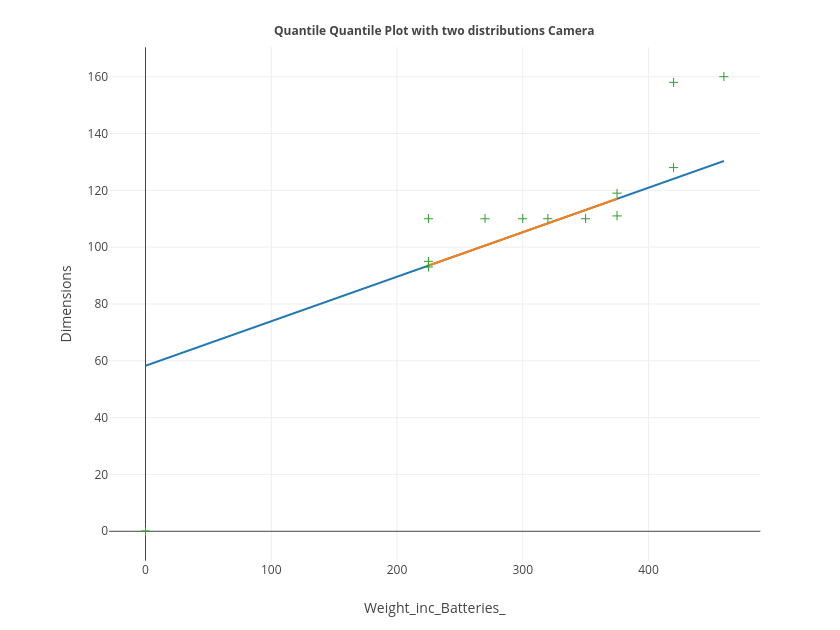 Quantile Quantile Plot with two distributions Camera
160
140
120
100
80
60
40
20
0
Dimensions
0 100 200 300 400
Weight_inc_Batteries_